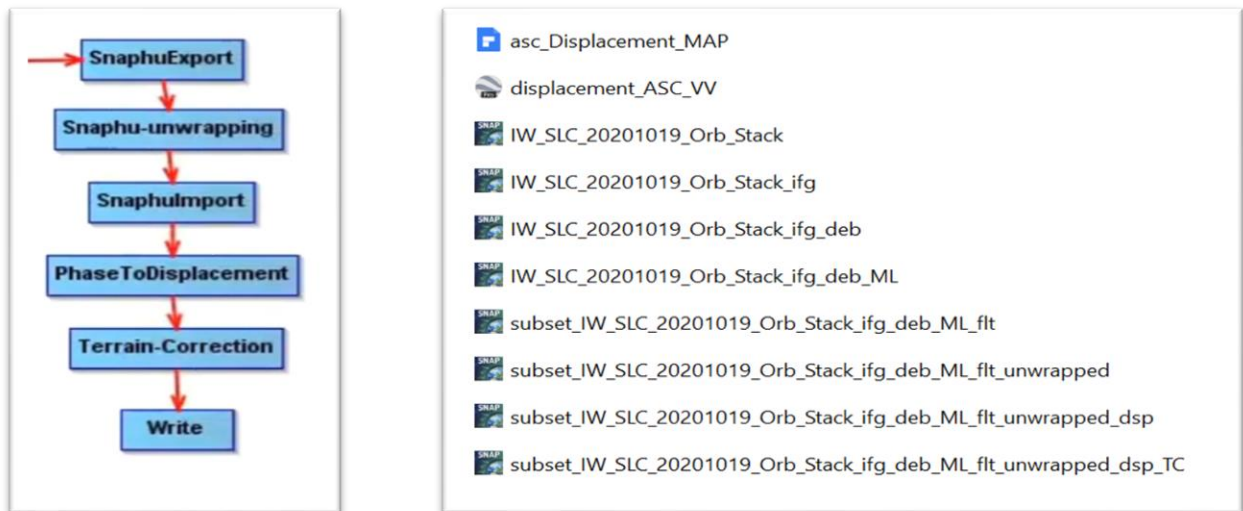 SnaphuExport
Snaphu-unwrapping
SnaphuImport
PhaseToDisplacement
Terrain-Correction
Write
asc_Displacement_MAP
displacement_ASC_VV
IW_SLC_20201019_Orb_Stack
IW_SLC_20201019_Orb_Stack_ifg
IW_SLC_20201019_Orb_Stack_ifg_deb
IW_SLC_20201019_Orb_Stack_ifg_deb_ML
subset_IW_SLC_20201019_Orb_Stack_ifg_deb_ML_flt
subset_IW_SLC_20201019_Orb_Stack_ifg_deb_ML_flt_unwrapped
subset_IW_SLC_20201019_Orb_Stack_ifg_deb_ML_flt_unwrapped_dsp
subset_IW_SLC_20201019_Orb_Stack_ifg_deb_ML_flt_unwrapped_dsp_TC